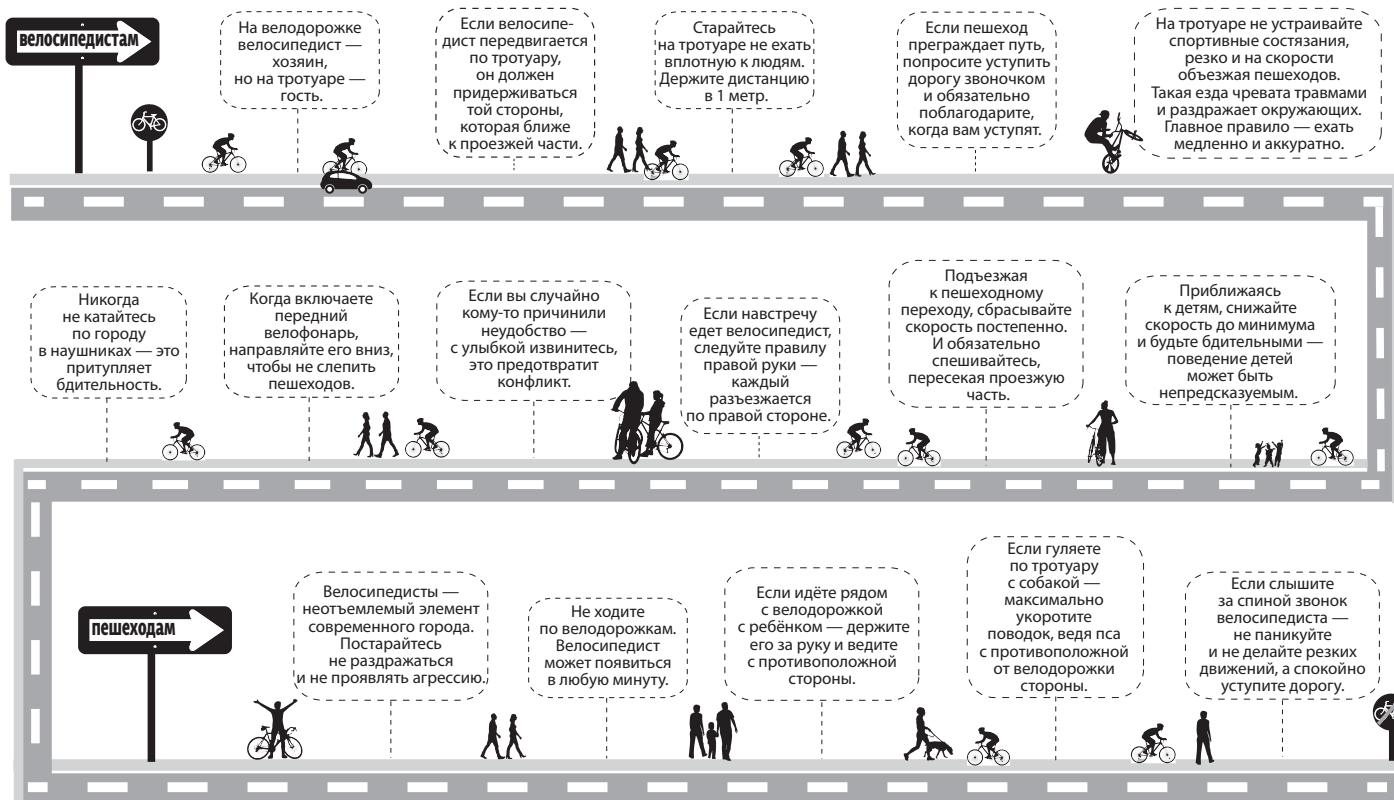 велосипедистам
На велодорожке
велосипедист —
хозяин,
но на тротуаре —
гость.
Если велосипе-
дист передвигается
по тротуару,
он должен
придерживаться
той стороны,
которая ближе
к проезжей части.
Старайтесь
на тротуаре не ехать
вплотную к людям.
Держите дистанцию
в 1 метр.
Если пешеход
преграждает путь,
попросите уступить
дорогу звоночком
и обязательно
поблагодарите,
когда вам уступят.
На тротуаре не устраивайте
спортивные состязания,
резко и на скорости
объезжая пешеходов.
Такая езда чревата травмами
и раздражает окружающих.
Главное правило — ехать
медленно и аккуратно.
Никогда
не катайтесь
по городу
в наушниках — это
притупляет
бдительность.
Когда включаете
передний
велофонарь,
направляйте его вниз,
чтобы не слепить
пешеходов.
Если вы случайно
кому-то причинили
неудобство —
с улыбкой извинитесь,
это предотвратит
конфликт.
Если навстречу
едет велосипедист,
следуйте правилу
правой руки —
каждый
разъезжается
по правой стороне.
Подъезжая
к пешеходному
переходу, сбрасывайте
скорость постепенно.
И обязательно
спешивайтесь,
пересекая проезжую
часть.
Приближаясь
к детям, снижайте
скорость до минимума
и будьте бдительными —
поведение детей
может быть
непредсказуемым.
пешеходам
Велосипедисты —
неотъемлемый элемент
современного города.
Постарайтесь
не раздражаться
и не проявлять агрессию.
Не ходите
по велодорожкам.
Велосипедист
может появиться
в любую минуту.
Если идёте рядом
с велодорожкой
с ребёнком — держите
его за руку и ведите
с противоположной
стороны.
Если гуляете
по тротуару
с собакой —
максимально
укоротите
поводок, ведя пса
с противоположной
от велодорожки
стороны.
Если слышите
за спиной звонок
велосипедиста —
не паникуйте
и не делайте резких
движений, а спокойно
уступите дорогу.